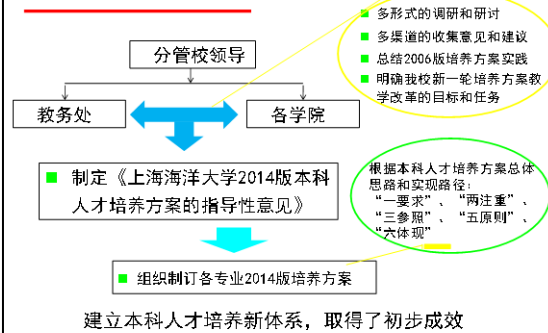 多形式的调研和研讨
多渠道的收集意见和建议
总结2006版培养方案实践
明确我校新一轮培养方案教
学改革的目标和任务
分管校领导
教务处
各学院
制定《上海海洋大学2014版本科
人才培养方案的指导性意见》
根据本科人才培养方案总体
思路和实现路径：
“一要求”、“两注重”、
“三参照”、“五原则”、
“六体现”
组织制订各专业2014版培养方案
建立本科人才培养新体系，取得了初步成效